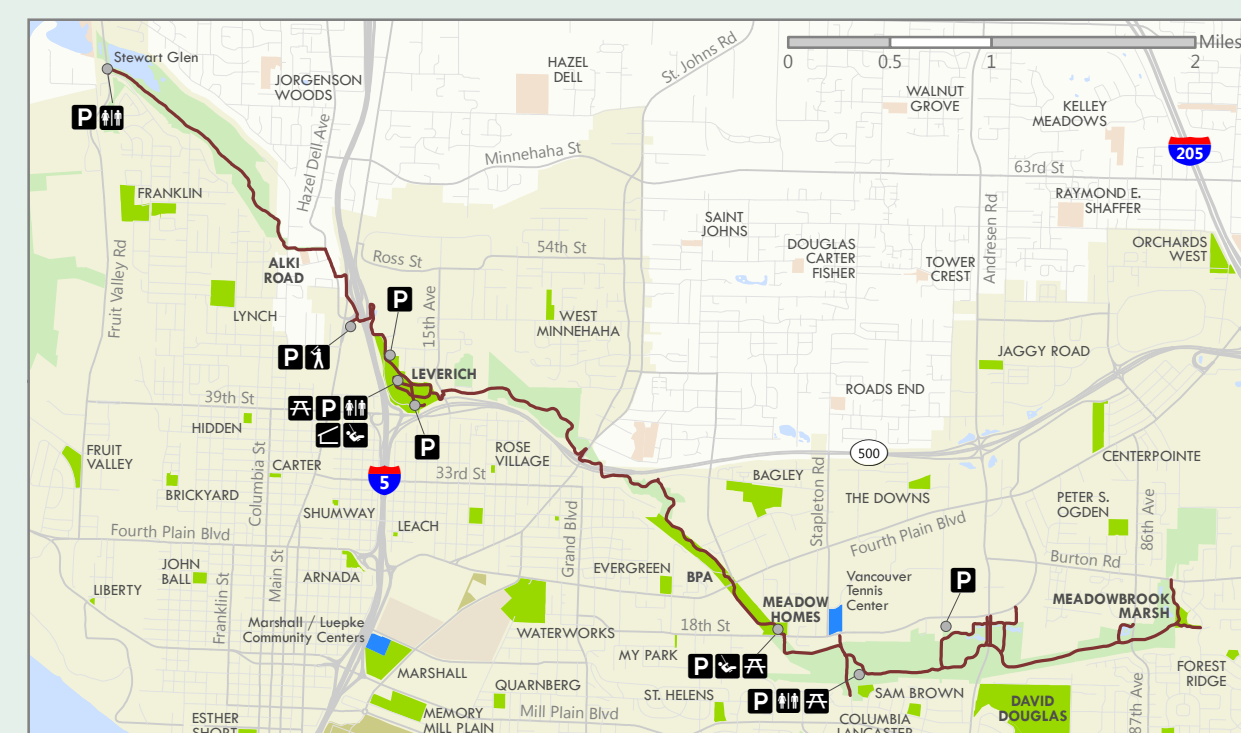 Stewart Glen
P
JORGENSON
WOODS
HAZEL
DELL
St. Johns Rd
0 0.5 1 2
Miles
WALNUT
GROVE
KELLEY
MEADOWS
205
Hazel Dell Ave
Minnehaha St
63rd St
FRANKLIN
RAYMOND E.
SHAFFER
SAINT
JOHNS
DOUGLAS
CARTER
FISHER
54th St
Ross St
Andresen Rd
ORCHARDS
WEST
TOWER
CREST
ALKI
ROAD
Fruit Valley Rd
LYNCH
P
15th Ave
WEST
MINNEHAHA
P
JAGGY ROAD
LEVERICH
ROADS END
39th St
P
HIDDEN
P
FRUIT
VALLEY
Columbia St
CARTER
ROSE
VILLAGE
33rd St
500
CENTERPOINTE
5
BRICKYARD
BAGLEY
Stapleton Rd
THE DOWNS
PETER S.
OGDEN
86th Ave
SHUMWAY
LEACH
Grand Blvd
Fourth Plain Blvd
Fourth Plain Blvd
Burton Rd
JOHN
BALL
Main St
ARNADA
EVERGREEN
BPA
LIBERTY
Franklin St
Vancouver
Tennis
Center
P
MEADOW
HOMES
MEADOWBROOK
MARSH
Marshall / Luepke
Community Centers
WATERWORKS
18th St
MY PARK
P
MARSHALL
QUARNBERG
ST. HELENS
P
SAM BROWN
FOREST
RIDGE
ESTHER
SHORT
MEMORY
MILL PLAIN
Mill Plain Blvd
COLUMBIA
LANCASTER
DAVID
DOUGLAS
87th Ave